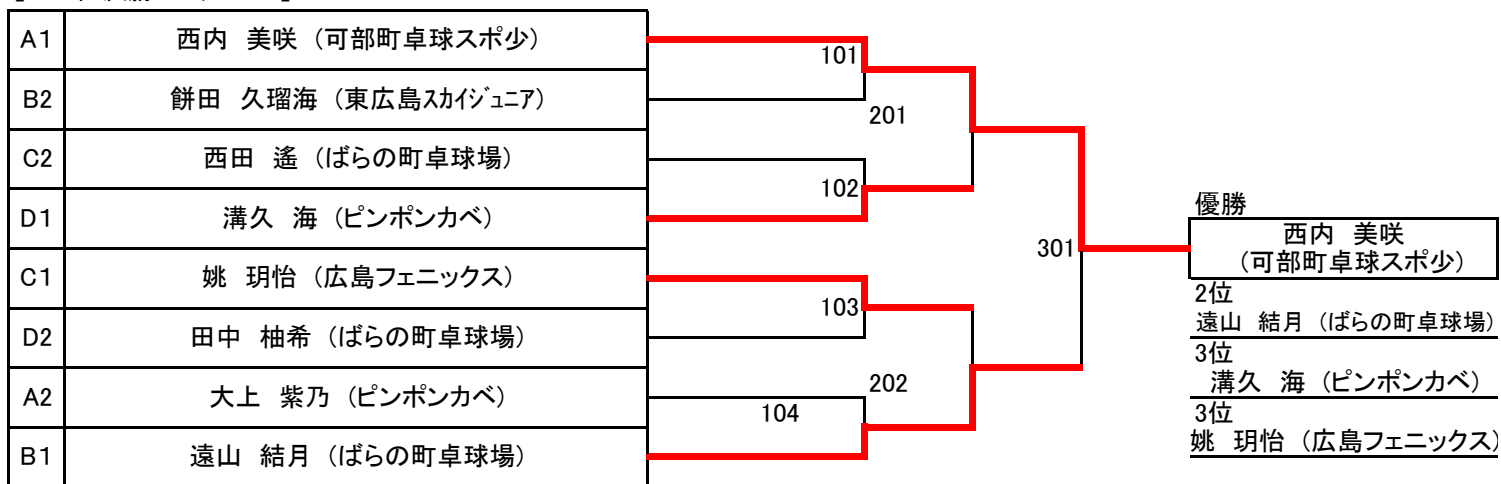 A1 西内 美咲 (可部町卓球スポ少)
B2 餅田 久瑠海 (東広島ｽｶｲｼﾞｭﾆｱ)
C2 西田 遙 (ばらの町卓球場)
D1 溝久 海 (ピンポンカベ)
C1 姚 玥怡 (広島フェニックス)
D2 田中 柚希 (ばらの町卓球場)
A2 大上 紫乃 (ピンポンカベ)
B1 遠山 結月 (ばらの町卓球場)
101
201
102
301
103
202
104
優勝
西内 美咲
(可部町卓球スポ少)
2位
遠山 結月 (ばらの町卓球場)
3位
溝久 海 (ピンポンカベ)
3位
姚 玥怡 (広島フェニックス)